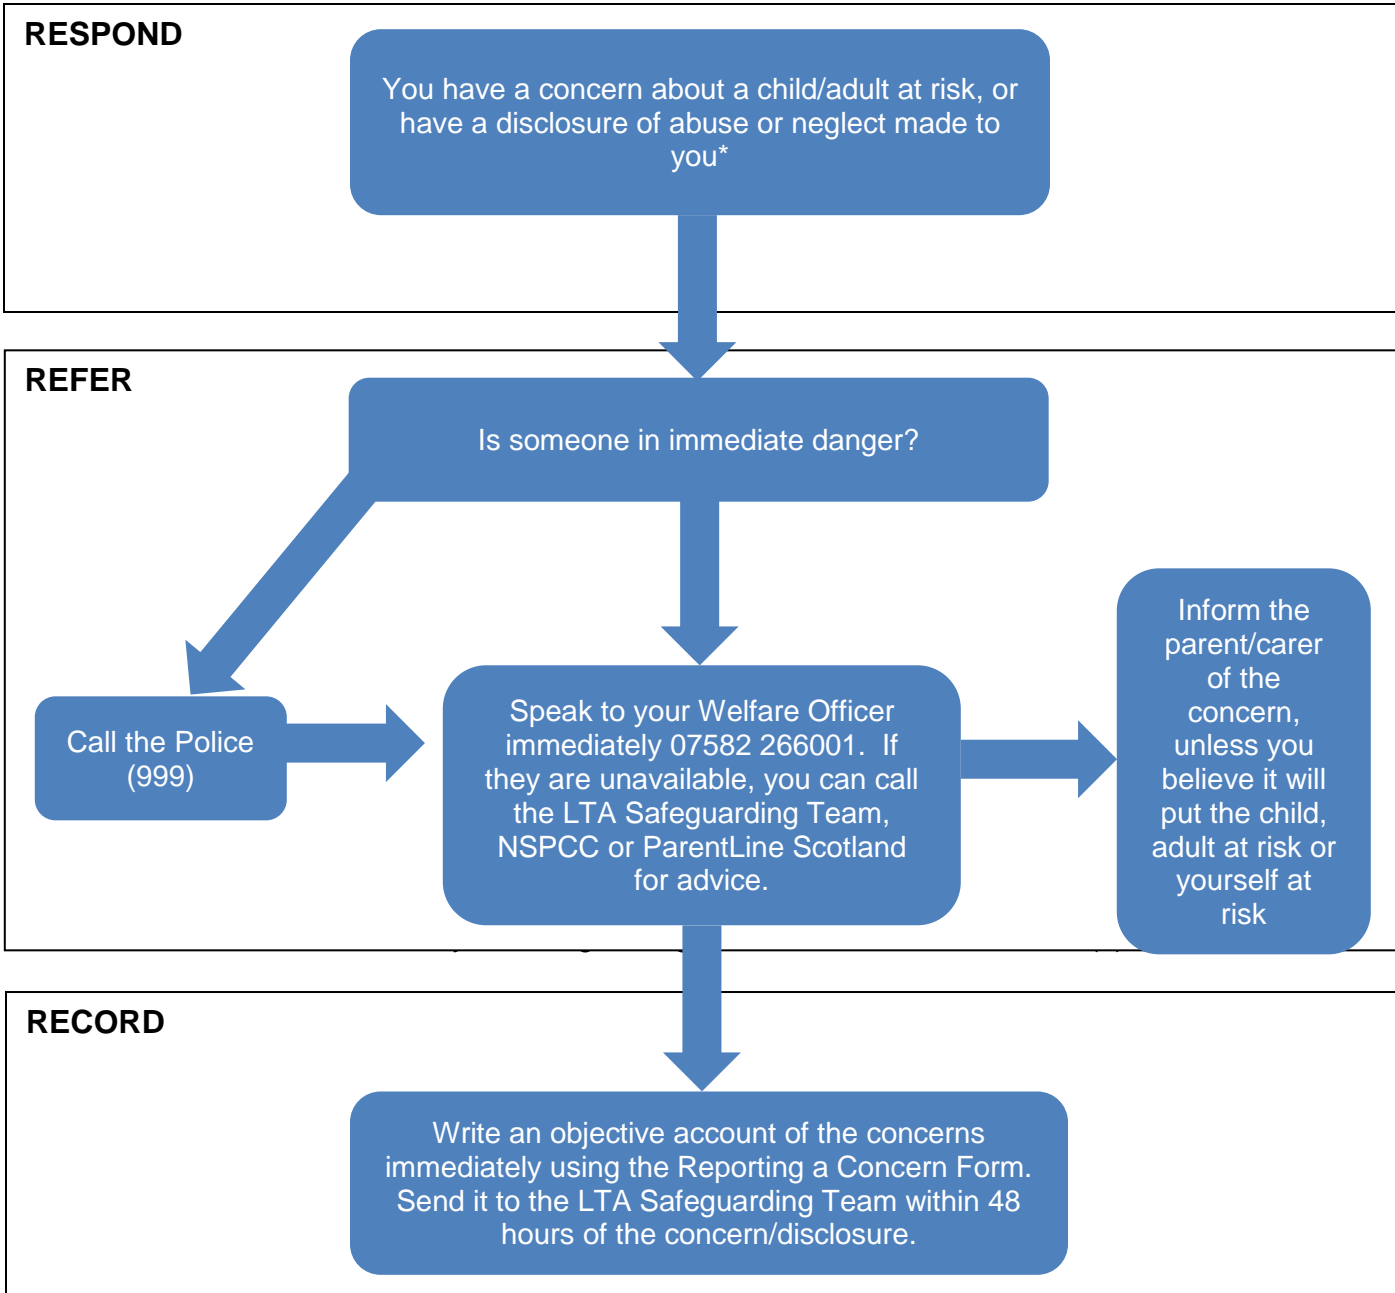 RESPOND
You have a concern about a child/adult at risk, or
have a disclosure of abuse or neglect made to
you*
REFER
Is someone in immediate danger?
Call the Police
(999)
Speak to your Welfare Officer
immediately 07582 266001.  If
they are unavailable, you can call
the LTA Safeguarding Team,
NSPCC or ParentLine Scotland
for advice.
Inform the
parent/carer
of the
concern,
unless you
believe it will
put the child,
adult at risk or
yourself at
risk
RECORD
Write an objective account of the concerns
immediately using the Reporting a Concern Form.
Send it to the LTA Safeguarding Team within 48
hours of the concern/disclosure.